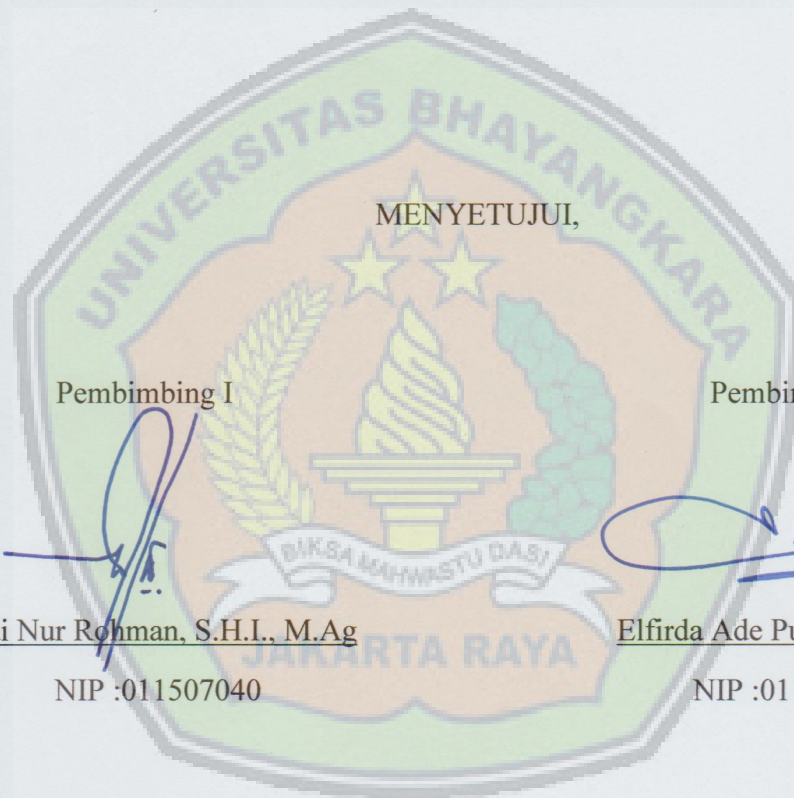 UNIVERSITAS BHAYANGKARA
MENYETUJUI,
Pembimbing I
Pembi
BIKSA MAHWASTU DASI
i Nur Rohman, S.H.I., M.Ag
Elfirda Ade Pu
JAKARTA RAYA
NIP :011507040
NIP :01